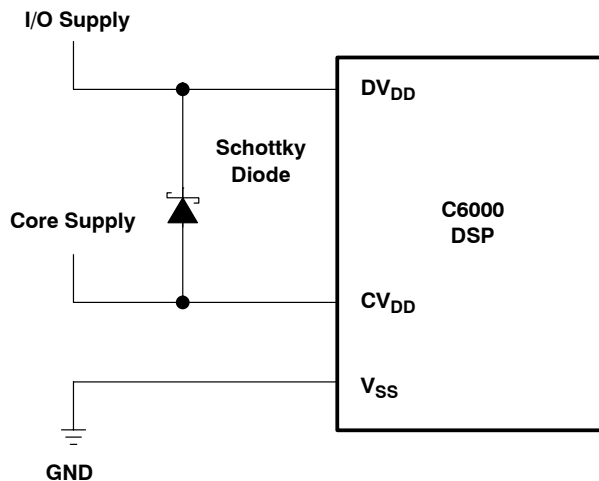 I/O Supply
DVDD
Schottky
Diode
Core Supply
C6000
DSP
CVDD
VSS
GND